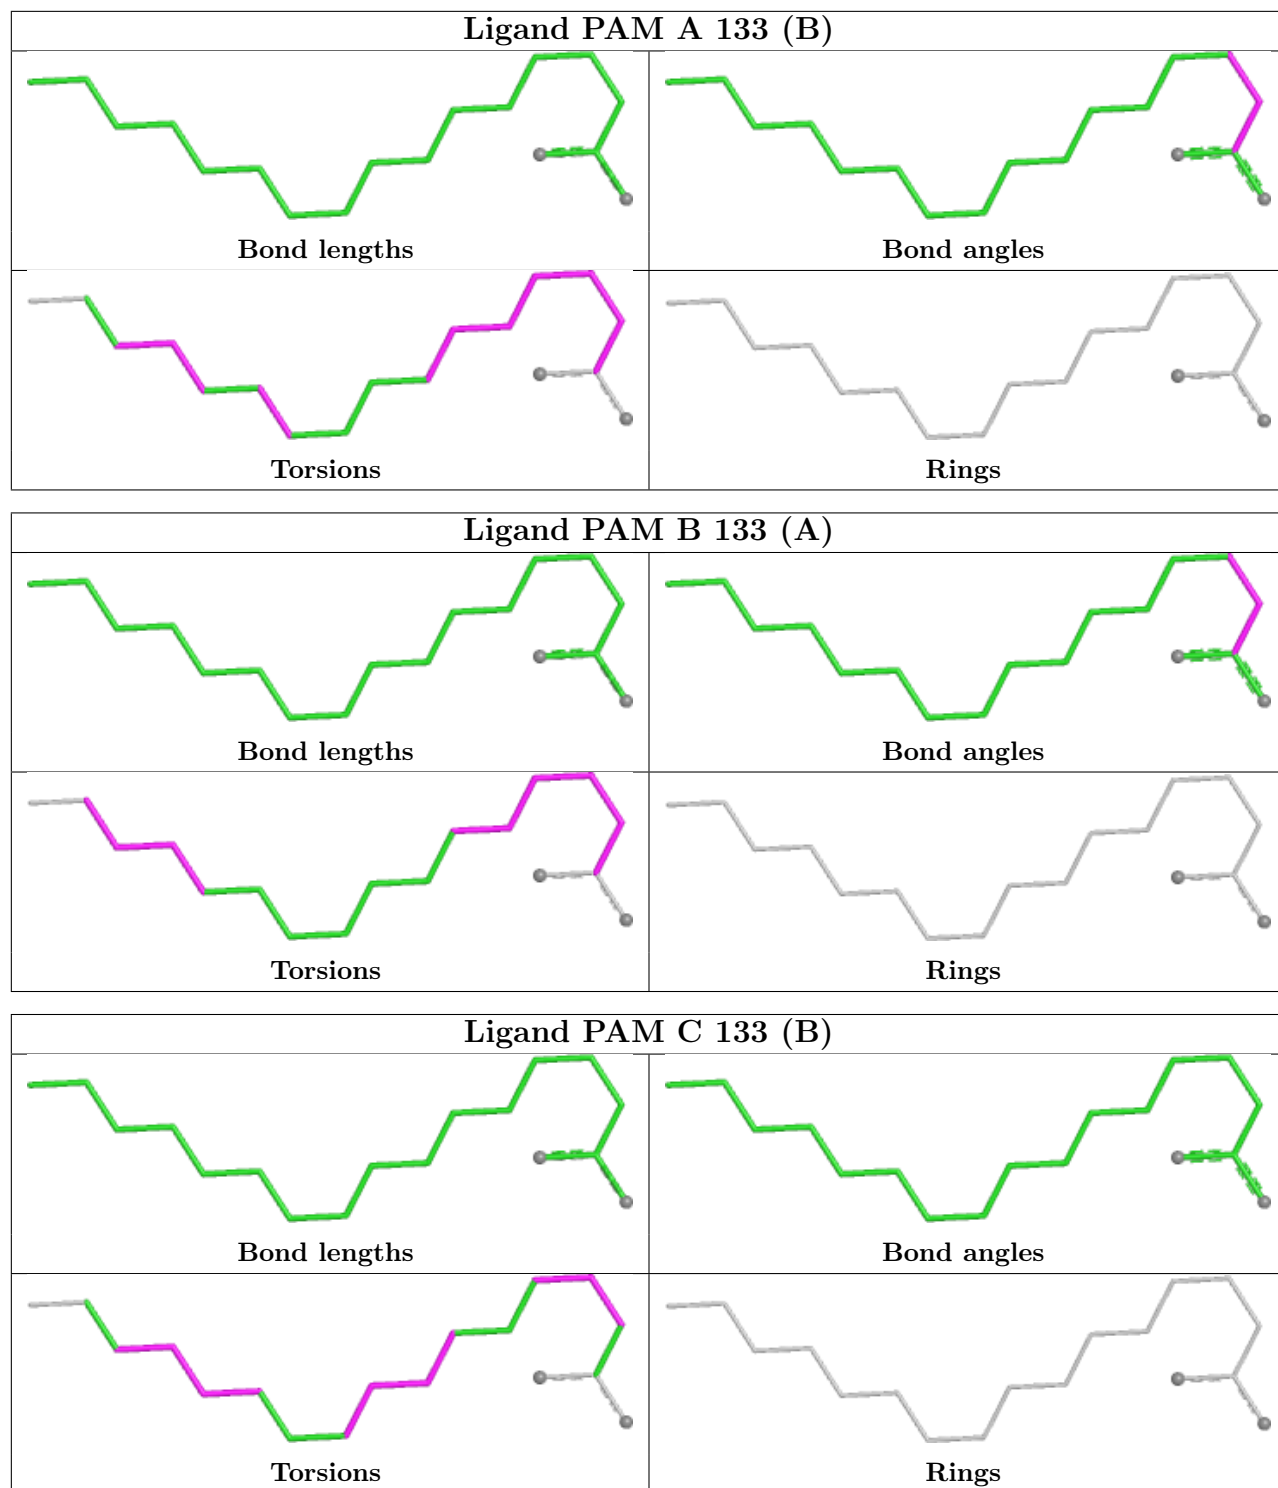 Ligand PAM A 133 (B)
Bond lengths
Bond angles
Torsions
Rings
Ligand PAM B 133 (A)
Bond lengths
Bond angles
Torsions
Rings
Ligand PAM C 133 (B)
Bond lengths
Bond angles
Torsions
Rings